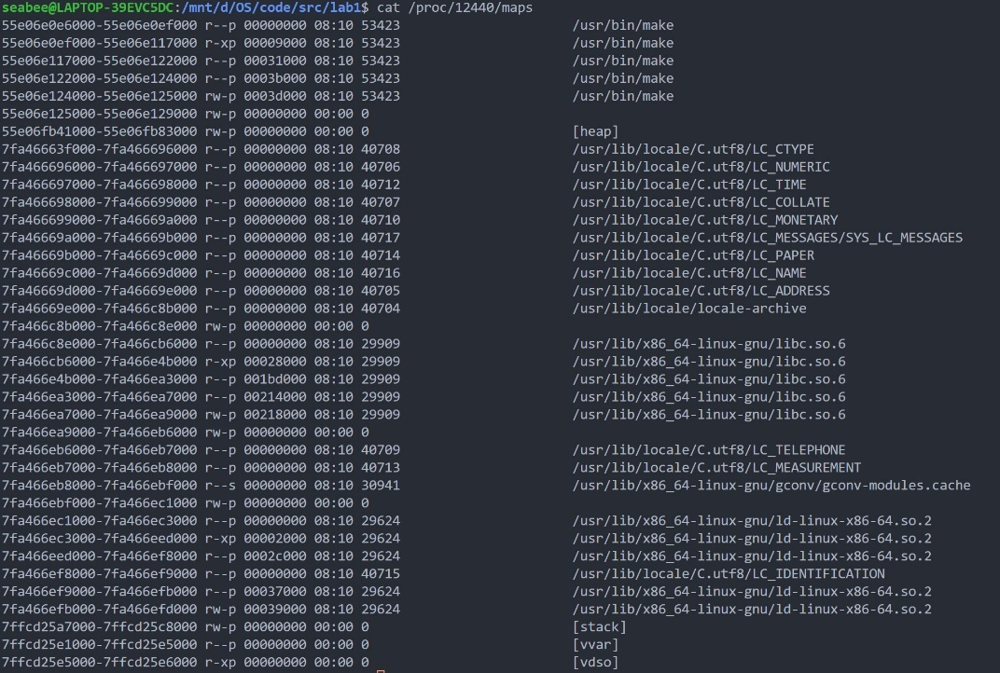 seabee@LAPTOP-39EVC5DC:/mnt/d/OS/code/src/lab1$ cat /proc/12440/maps
55e06e0e6000-55e06e0ef000 r--p 00000000 08:10 53423 /usr/bin/make
55e06e0ef000-55e06e117000 r-xp 00009000 08:10 53423 /usr/bin/make
55e06e117000-55e06e122000 r--p 00031000 08:10 53423 /usr/bin/make
55e06e122000-55e06e124000 r--p 0003b000 08:10 53423 /usr/bin/make
55e06e124000-55e06e125000 rw-p 0003d000 08:10 53423 /usr/bin/make
55e06e125000-55e06e129000 rw-p 00000000 00:00 0
55e06fb41000-55e06fb83000 rw-p 00000000 00:00 0 [heap]
7fa46663f000-7fa466696000 r--p 00000000 08:10 40708 /usr/lib/locale/C.utf8/LC_CTYPE
7fa466696000-7fa466697000 r--p 00000000 08:10 40706 /usr/lib/locale/C.utf8/LC_NUMERIC
7fa466697000-7fa466698000 r--p 00000000 08:10 40712 /usr/lib/locale/C.utf8/LC_TIME
7fa466698000-7fa466699000 r--p 00000000 08:10 40707 /usr/lib/locale/C.utf8/LC_COLLATE
7fa466699000-7fa46669a000 r--p 00000000 08:10 40710 /usr/lib/locale/C.utf8/LC_MONETARY
7fa46669a000-7fa46669b000 r--p 00000000 08:10 40717 /usr/lib/locale/C.utf8/LC_MESSAGES/SYS_LC_MESSAGES
7fa46669b000-7fa46669c000 r--p 00000000 08:10 40714 /usr/lib/locale/C.utf8/LC_PAPER
7fa46669c000-7fa46669d000 r--p 00000000 08:10 40716 /usr/lib/locale/C.utf8/LC_NAME
7fa46669d000-7fa46669e000 r--p 00000000 08:10 40705 /usr/lib/locale/C.utf8/LC_ADDRESS
7fa46669e000-7fa466c8b000 r--p 00000000 08:10 40704 /usr/lib/locale/locale-archive
7fa466c8b000-7fa466c8e000 rw-p 00000000 00:00 0
7fa466c8e000-7fa466cb6000 r--p 00000000 08:10 29909 /usr/lib/x86_64-linux-gnu/libc.so.6
7fa466cb6000-7fa466e4b000 r-xp 00028000 08:10 29909 /usr/lib/x86_64-linux-gnu/libc.so.6
7fa466e4b000-7fa466ea3000 r--p 001bd000 08:10 29909 /usr/lib/x86_64-linux-gnu/libc.so.6
7fa466ea3000-7fa466ea7000 r--p 00214000 08:10 29909 /usr/lib/x86_64-linux-gnu/libc.so.6
7fa466ea7000-7fa466ea9000 rw-p 00218000 08:10 29909 /usr/lib/x86_64-linux-gnu/libc.so.6
7fa466ea9000-7fa466eb6000 rw-p 00000000 00:00 0
7fa466eb6000-7fa466eb7000 r--p 00000000 08:10 40709 /usr/lib/locale/C.utf8/LC_TELEPHONE
7fa466eb7000-7fa466eb8000 r--p 00000000 08:10 40713 /usr/lib/locale/C.utf8/LC_MEASUREMENT
7fa466eb8000-7fa466ebf000 r--s 00000000 08:10 30941 /usr/lib/x86_64-linux-gnu/gconv/gconv-modules.cache
7fa466ebf000-7fa466ec1000 rw-p 00000000 00:00 0
7fa466ec1000-7fa466ec3000 r--p 00000000 08:10 29624 /usr/lib/x86_64-linux-gnu/ld-linux-x86-64.so.2
7fa466ec3000-7fa466eed000 r-xp 00002000 08:10 29624 /usr/lib/x86_64-linux-gnu/ld-linux-x86-64.so.2
7fa466eed000-7fa466ef8000 r--p 0002c000 08:10 29624 /usr/lib/x86_64-linux-gnu/ld-linux-x86-64.so.2
7fa466ef8000-7fa466ef9000 r--p 00000000 08:10 40715 /usr/lib/locale/C.utf8/LC_IDENTIFICATION
7fa466ef9000-7fa466efb000 r--p 00037000 08:10 29624 /usr/lib/x86_64-linux-gnu/ld-linux-x86-64.so.2
7fa466efb000-7fa466efd000 rw-p 00039000 08:10 29624 /usr/lib/x86_64-linux-gnu/ld-linux-x86-64.so.2
7ffcd25a7000-7ffcd25c8000 rw-p 00000000 00:00 0 [stack]
7ffcd25e1000-7ffcd25e5000 r--p 00000000 00:00 0 [vvar]
7ffcd25e5000-7ffcd25e6000 r-xp 00000000 00:00 0 [vdso]